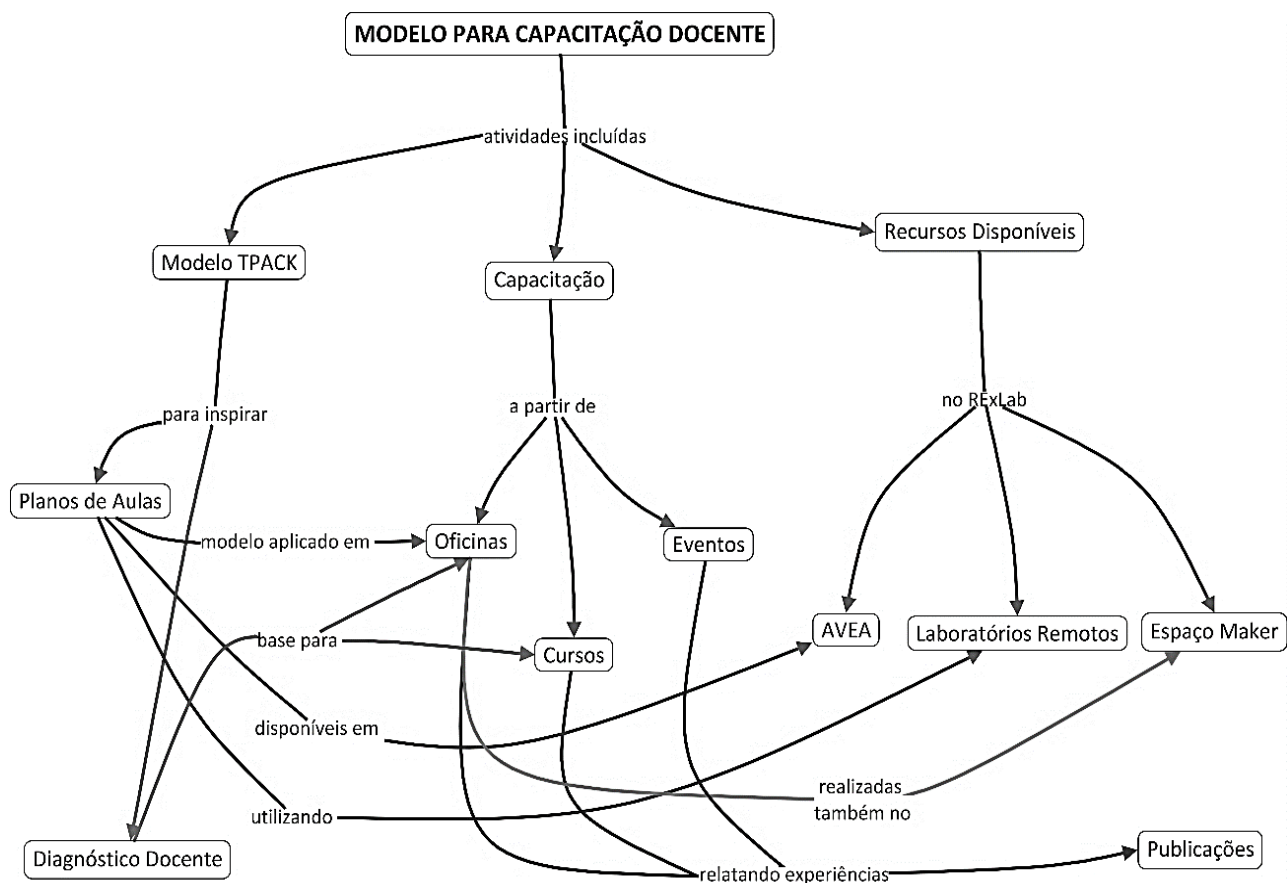 MODELO PARA CAPACITAÇÃO DOCENTE
atividades incluídas
Modelo TPACK
Capacitação
Recursos Disponíveis
para inspirar
a partir de
no RExLab
Planos de Aulas
modelo aplicado em
Oficinas
Eventos
AVEA
Laboratórios Remotos
Espaço Maker
base para
Cursos
disponíveis em
utilizando
realizadas
também no
Diagnóstico Docente
relatando experiências
Publicações